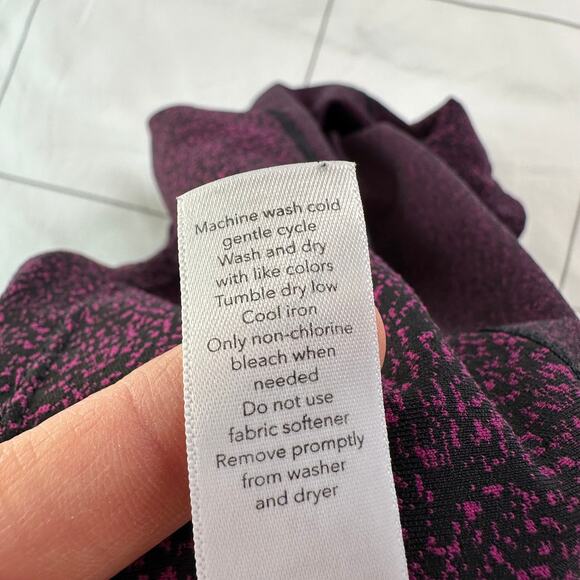 Machine wash cold
gentle cycle
Wash and dry
with like colors
Tumble dry low
Cool iron
Only non-chlorine
bleach when
needed
Do not use
fabric softener
Remove promptly
from washer
and dryer